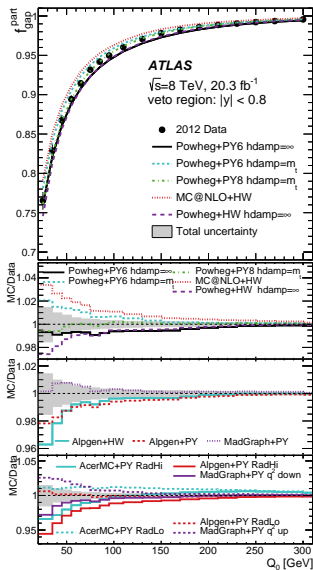 f_gap^part
1
0.95
0.9
0.85
0.8
0.75
0.7
ATLAS
√s=8 TeV, 20.3 fb⁻¹
veto region: |y| < 0.8
2012 Data
Powheg+PY6 hdamp=∞
Powheg+PY6 hdamp=m_t
Powheg+PY8 hdamp=m_t
MC@NLO+HW
Powheg+HW hdamp=∞
Total uncertainty
MC/Data
1.04
1.02
1
0.98
Powheg+PY6 hdamp=∞ Powheg+PY8 hdamp=m_t
Powheg+PY6 hdamp=m_t MC@NLO+HW
Powheg+HW hdamp=∞
MC/Data
1.02
1
0.98
0.96
Alpgen+HW Alpgen+PY MadGraph+PY
MC/Data
1.05
1
0.95
AcerMC+PY RadHi Alpgen+PY RadHi
MadGraph+PY q² down
Alpgen+PY RadLo
AcerMC+PY RadLo MadGraph+PY q² up
50 100 150 200 250 300
Q₀ [GeV]